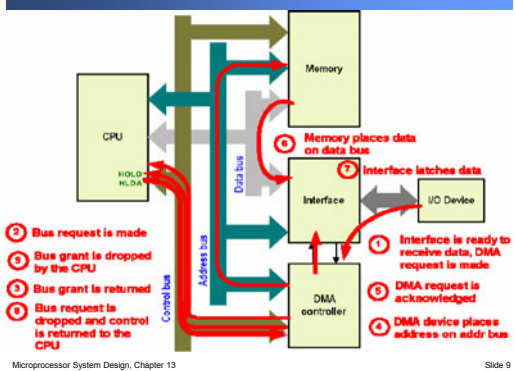 Memory
CPU
HOLD
HLDA
6 Memory places data
on data bus
7 Interface latches data
Data bus
Interface
I/O Device
Address bus
Control bus
2 Bus request is made
Bus grant is dropped
by the CPU
3 Bus grant is returned
Bus request is
dropped and control
is returned to the
CPU
1 Interface is ready to
receive data, DMA
request is made
5 DMA request is
acknowledged
4 DMA device places
address on addr bus
DMA
controller
Microprocessor System Design, Chapter 13
Slide 9